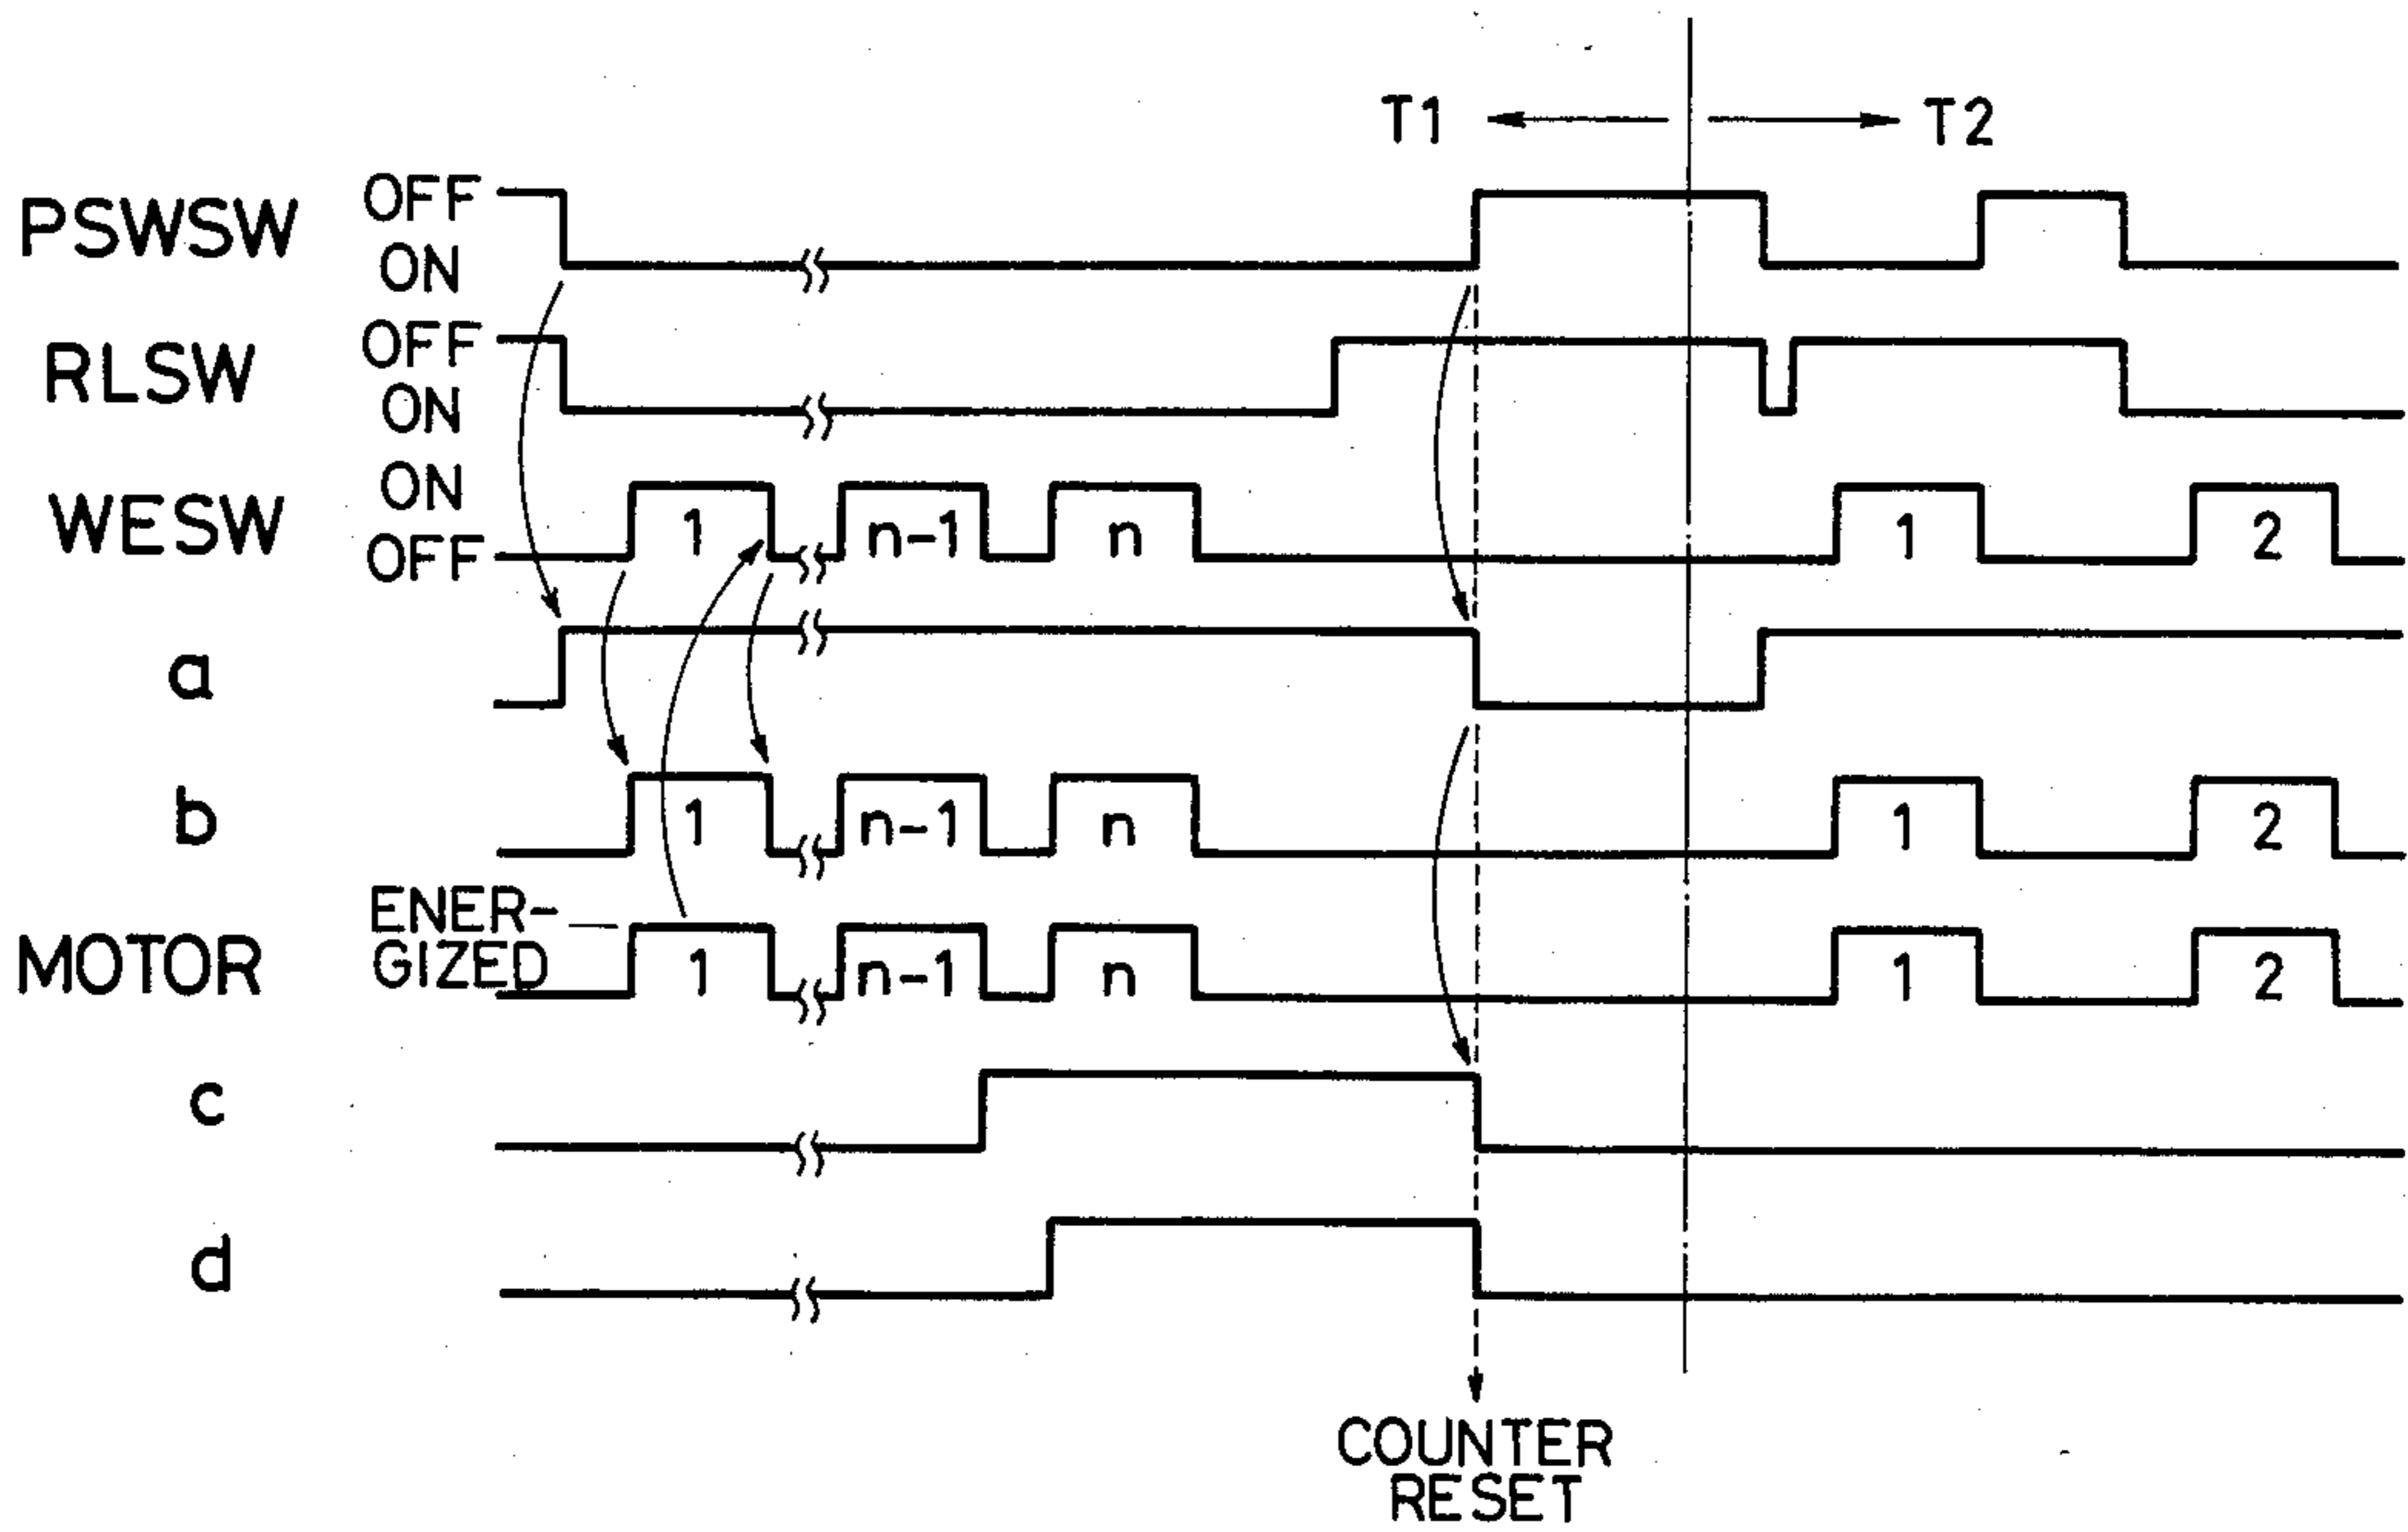 T1 T2
PSWSW OFF
ON
RLSW OFF
ON
WESW ON
OFF
1 n-1 n 1 2
a
b 1 n-1 n 1 2
MOTOR ENER-
GIZED
1 n-1 n 1 2
c
d
COUNTER
RESET